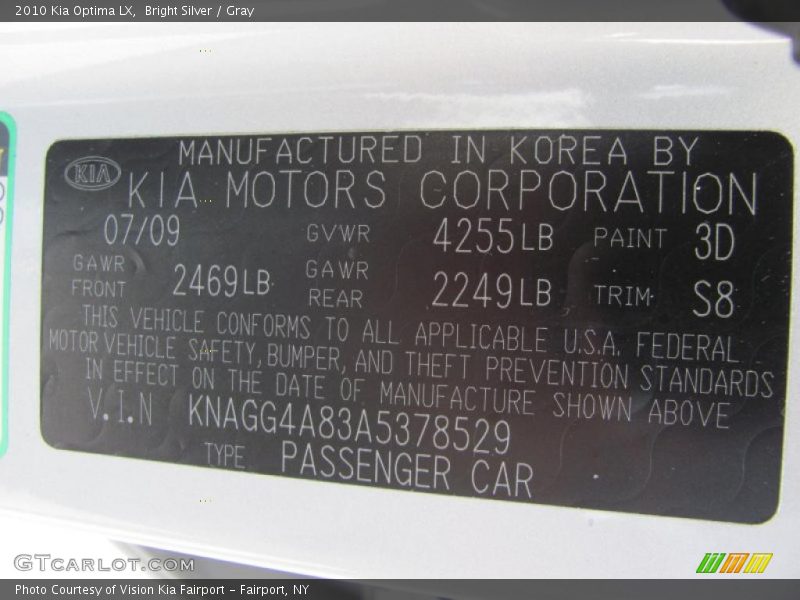 2010 Kia Optima LX, Bright Silver / Gray
MANUFACTURED IN KOREA BY
KIA KIA MOTORS CORPORATION
07/09 GVWR 4255LB PAINT 3D
GAWR FRONT 2469LB GAWR REAR 2249LB TRIM S8
THIS VEHICLE CONFORMS TO ALL APPLICABLE U.S.A. FEDERAL
MOTOR VEHICLE SAFETY, BUMPER, AND THEFT PREVENTION STANDARDS
IN EFFECT ON THE DATE OF MANUFACTURE SHOWN ABOVE
V.I.N KNAGG4A83A5378529
TYPE PASSENGER CAR
GTCARLOT.COM
Photo Courtesy of Vision Kia Fairport - Fairport, NY